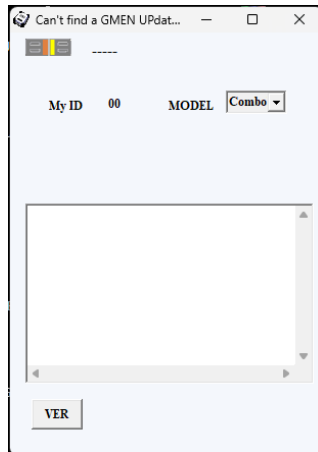 Can't find a GMEN UPdat...
-----
My ID 00 MODEL Combo
VER